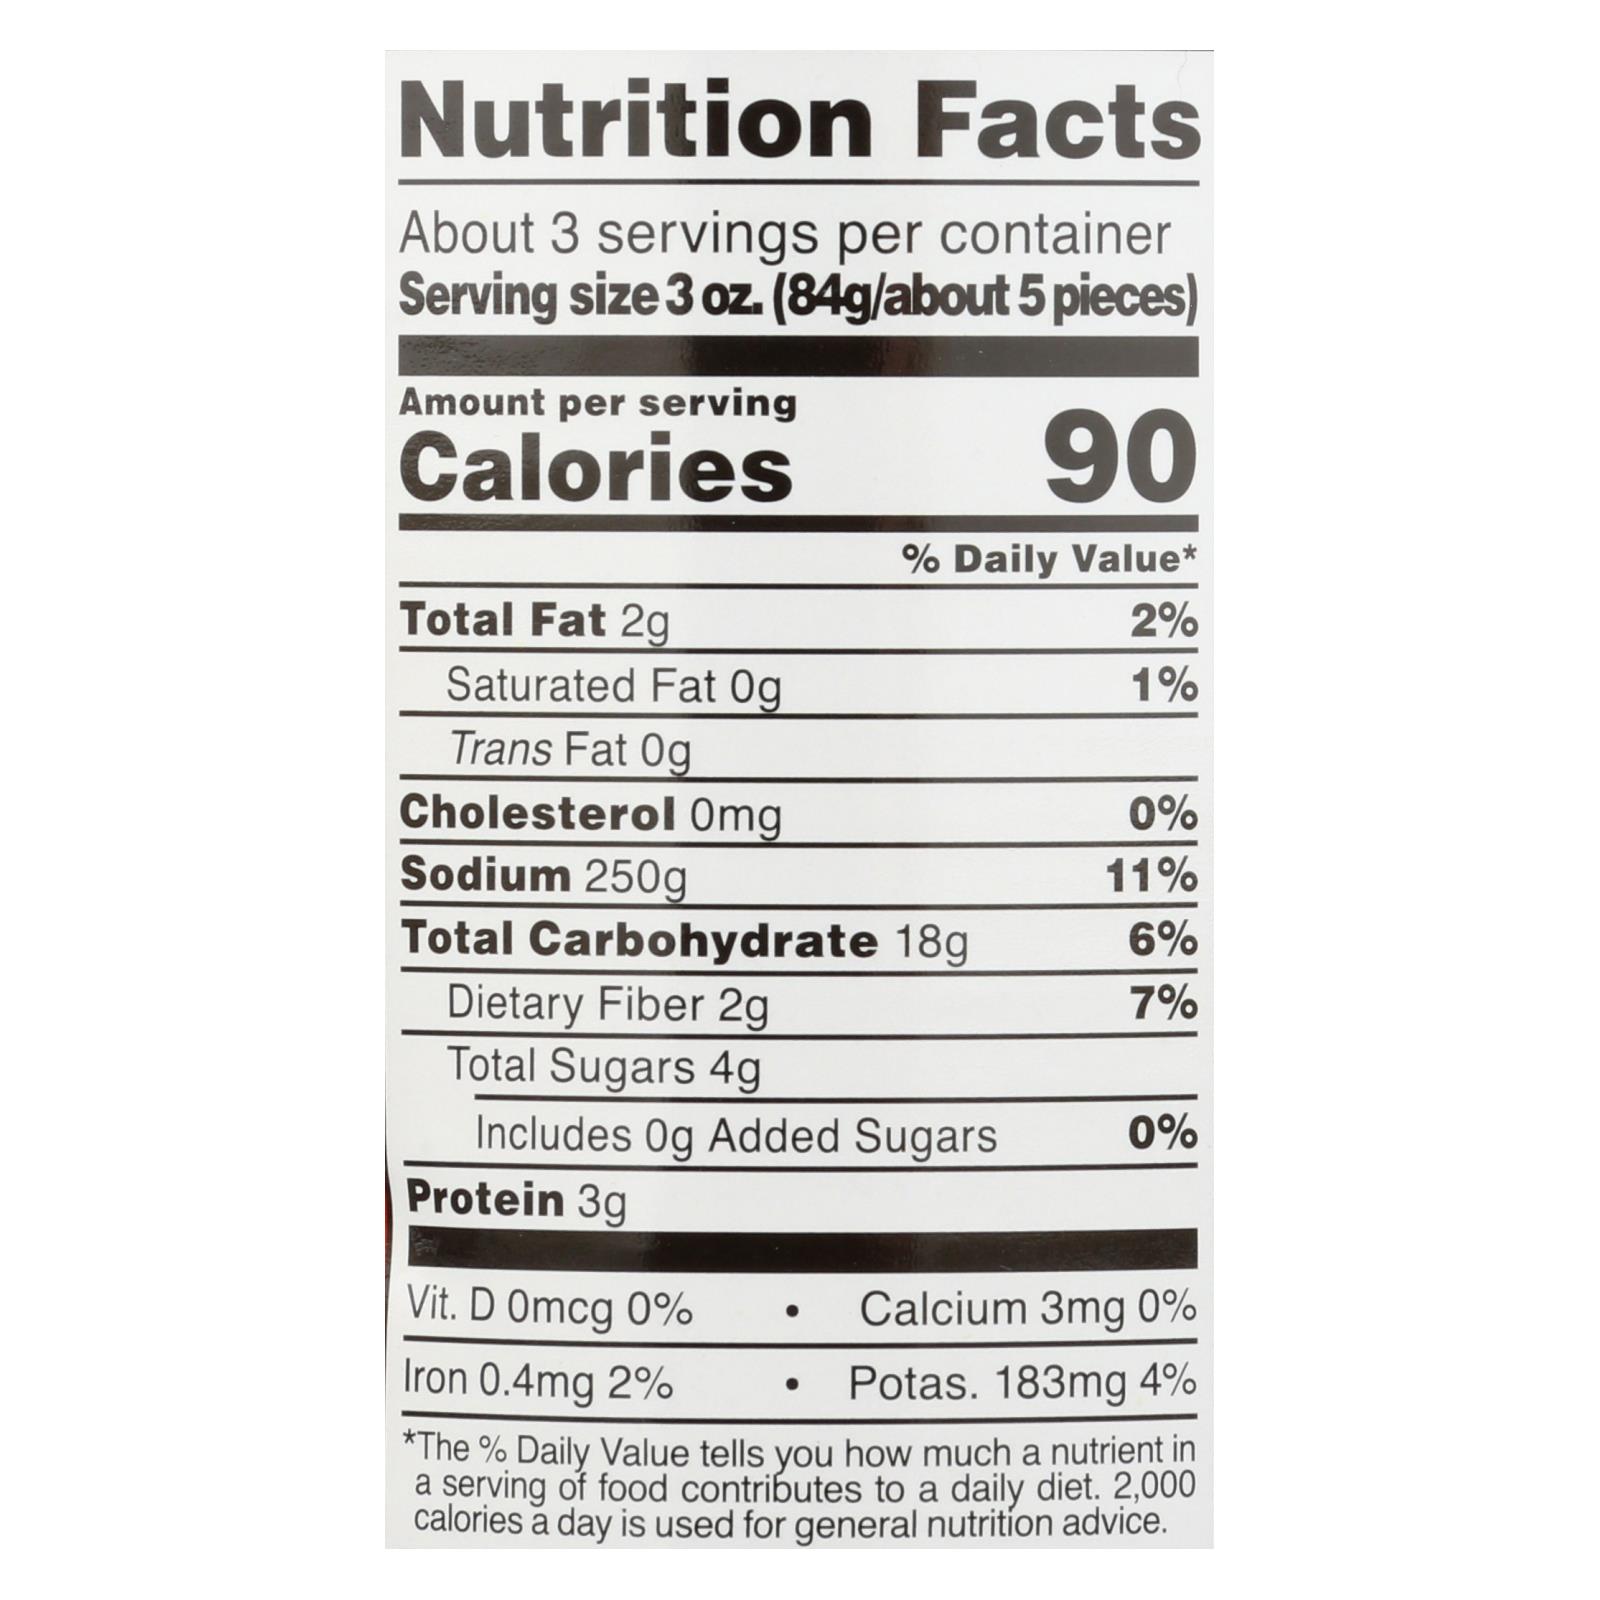 Nutrition Facts
About 3 servings per container
Serving size 3 oz. (84g/about 5 pieces)
Amount per serving
Calories 90
% Daily Value*
Total Fat 2g 2%
Saturated Fat 0g 1%
Trans Fat 0g
Cholesterol 0mg 0%
Sodium 250g 11%
Total Carbohydrate 18g 6%
Dietary Fiber 2g 7%
Total Sugars 4g
Includes 0g Added Sugars 0%
Protein 3g
Vit. D 0mcg 0% • Calcium 3mg 0%
Iron 0.4mg 2% • Potas. 183mg 4%
*The % Daily Value tells you how much a nutrient in
a serving of food contributes to a daily diet. 2,000
calories a day is used for general nutrition advice.